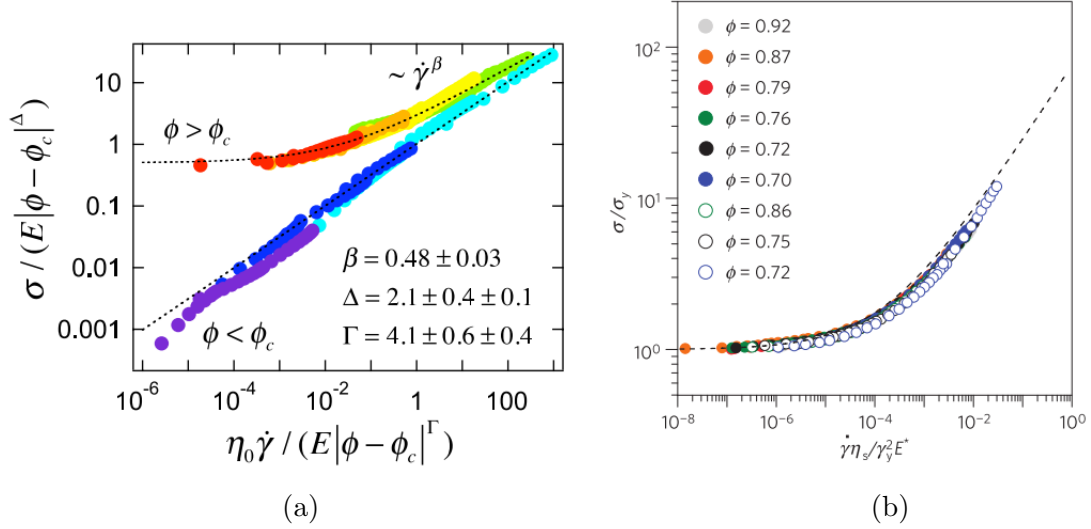 σ / (E|ϕ − ϕ_c|^Δ)
10
1
0.1
0.01
0.001
~ γ̇^β
ϕ > ϕ_c
ϕ < ϕ_c
β = 0.48 ± 0.03
Δ = 2.1 ± 0.4 ± 0.1
Γ = 4.1 ± 0.6 ± 0.4
10^-6
10^-4
10^-2
1
100
η_0 γ̇ / (E|ϕ − ϕ_c|^Γ)
(a)
σ/σ_y
10^2
10^1
10^0
ϕ = 0.92
ϕ = 0.87
ϕ = 0.79
ϕ = 0.76
ϕ = 0.72
ϕ = 0.70
ϕ = 0.86
ϕ = 0.75
ϕ = 0.72
10^-8
10^-6
10^-4
10^-2
10^0
γ̇η_s/γ_y^2 E*
(b)